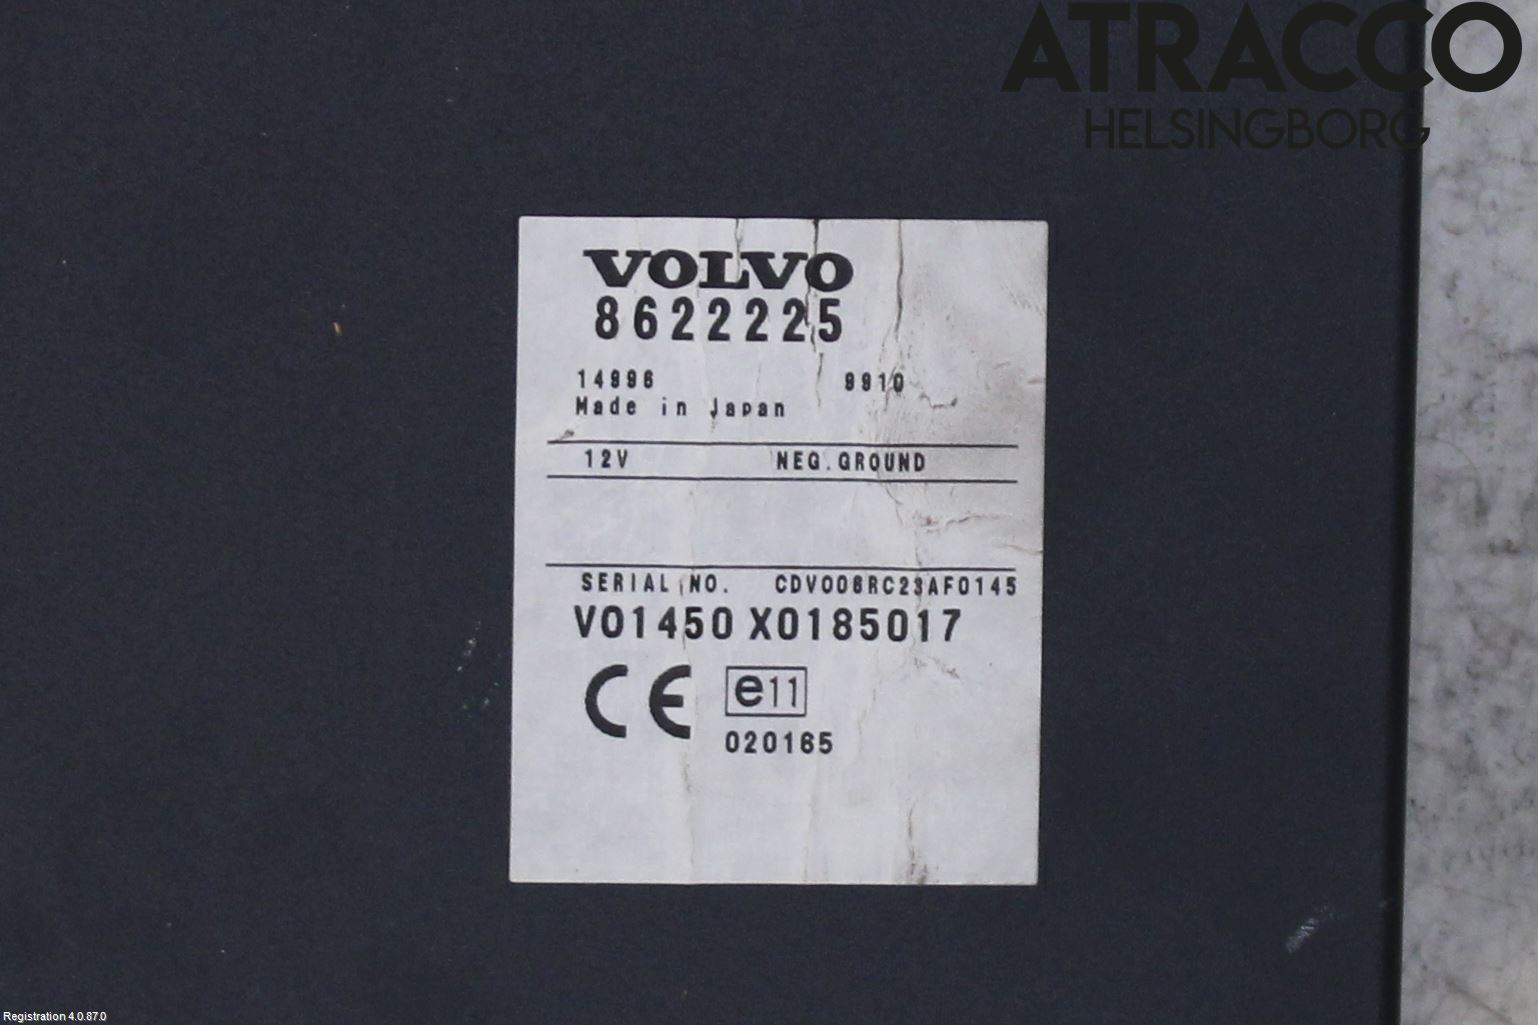 ATRACCO
HELSINGBORG
VOLVO
8622225
14996 9910
Made in Japan
12V NEG.GROUND
SERIAL NO. CDV006RC23AF0145
V01450 X0185017
CE e11
020165
Registration 4.0.87.0